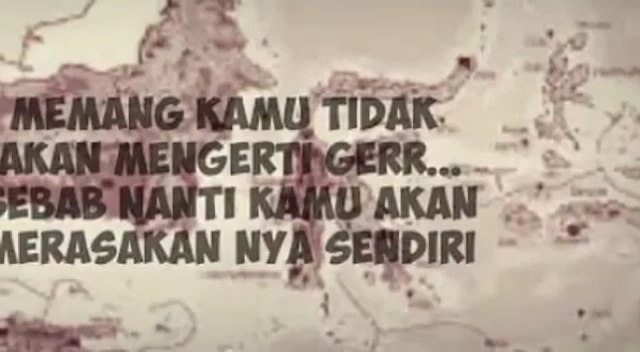 MEMANG KAMU TIDAK
AKAN MENGERTI GERR...
SEBAB NANTI KAMU AKAN
MERASAKAN NYA SENDIRI